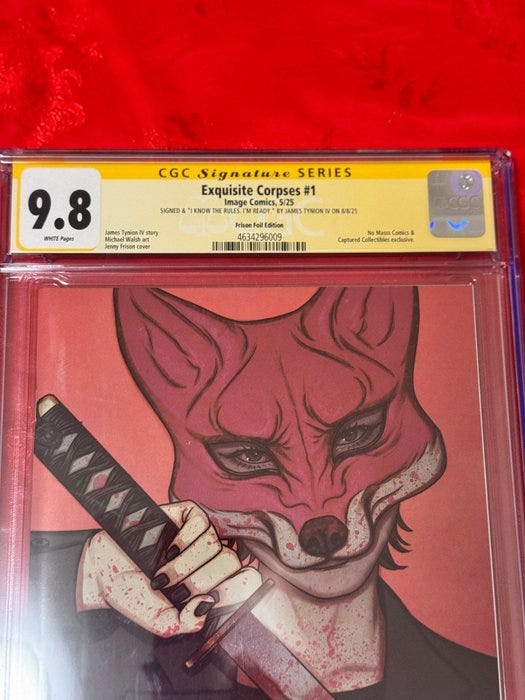 CGC Signature SERIES
9.8
WHITE Pages
Exquisite Corpses #1
Image Comics, 5/25
SIGNED & "I KNOW THE RULES. I'M READY." BY JAMES TYNION IV ON 8/8/25
Frison Foil Edition
James Tynion IV story
Michael Walsh art
Jenny Frison cover
4634296009
No Masss Comics &
Captured Collectibles exclusive.
CGC